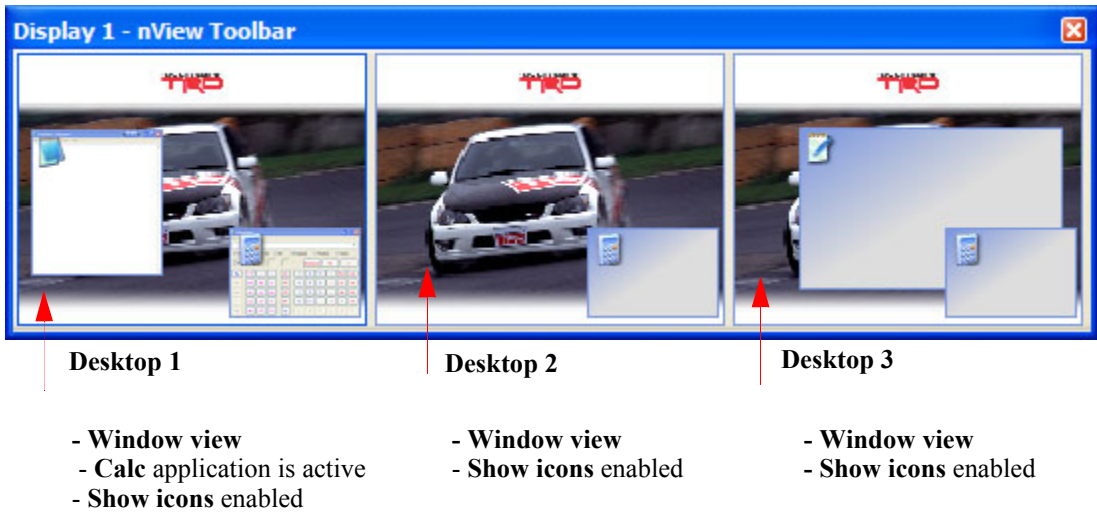 Display 1 - nView Toolbar
TRD TRD TRD
Desktop 1
Desktop 2
Desktop 3
- Window view
- Calc application is active
- Show icons enabled
- Window view
- Show icons enabled
- Window view
- Show icons enabled